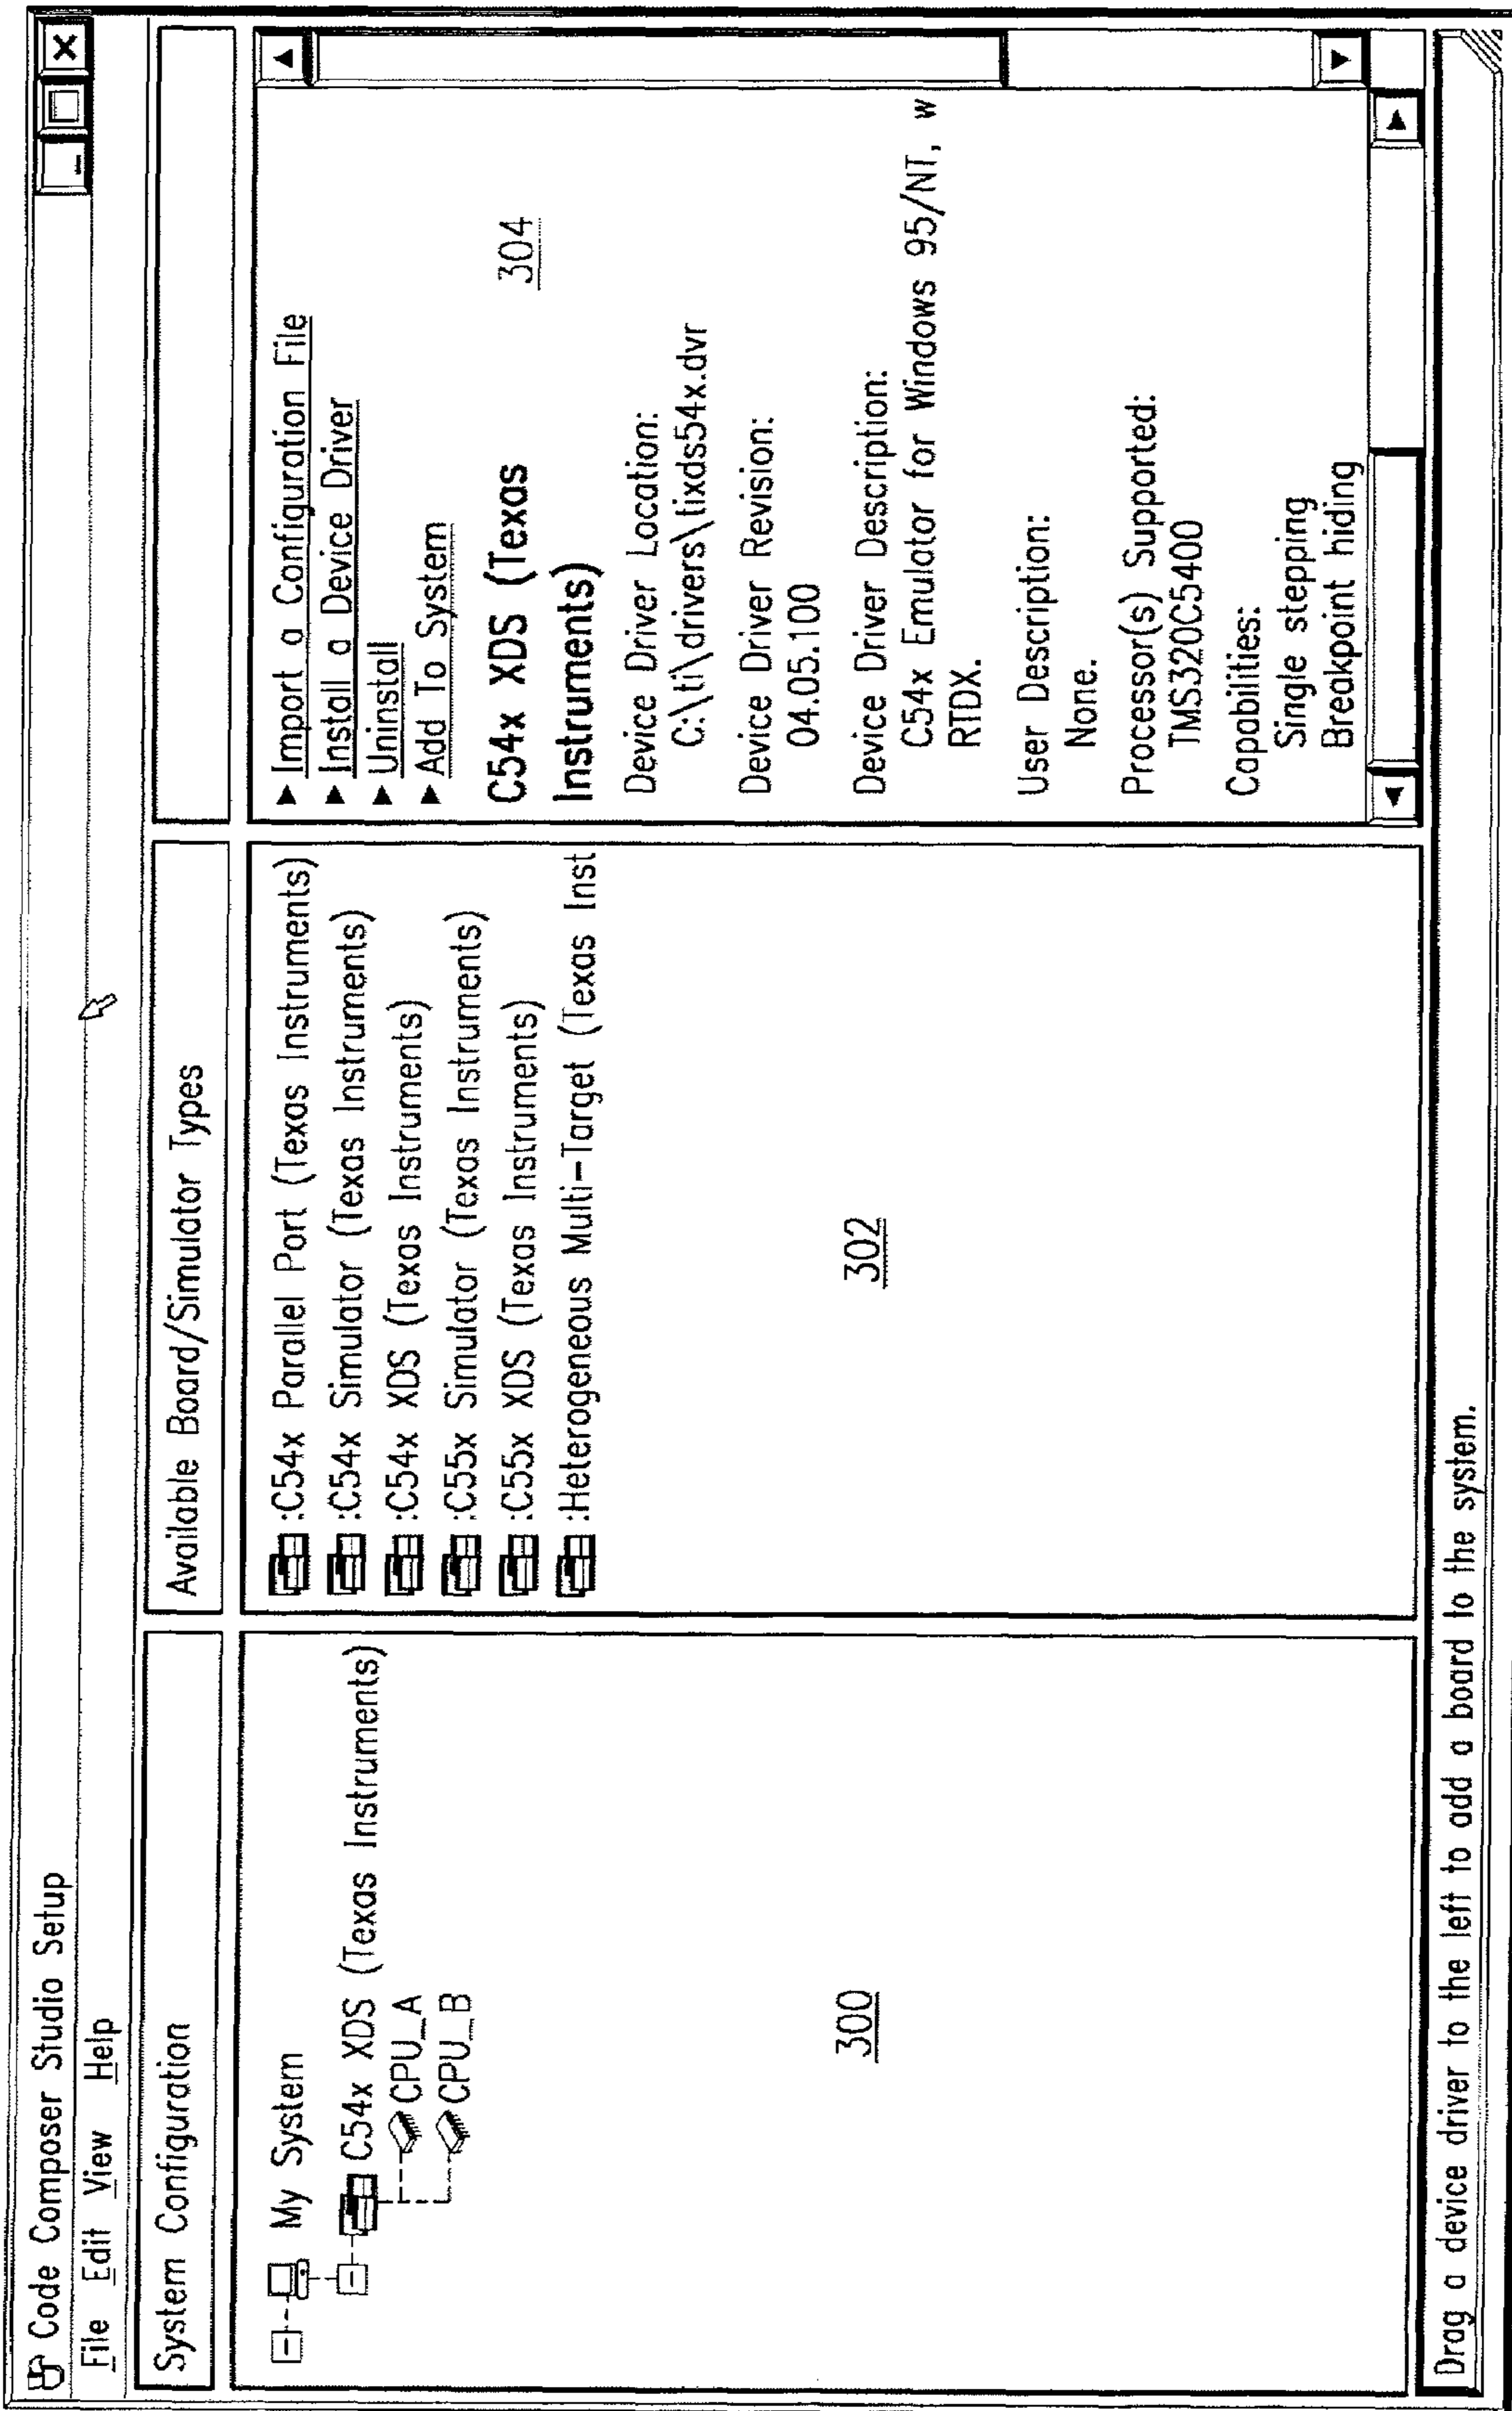 Code Composer Studio Setup
File Edit View Help
System Configuration
My System
C54x XDS (Texas Instruments)
CPU_A
CPU_B
300
Available Board/Simulator Types
:C54x Parallel Port (Texas Instruments)
:C54x Simulator (Texas Instruments)
:C54x XDS (Texas Instruments)
:C55x Simulator (Texas Instruments)
:C55x XDS (Texas Instruments)
:Heterogeneous Multi-Target (Texas Inst
302
Import a Configuration File
Install a Device Driver
Uninstall
Add To System
C54x XDS (Texas
Instruments)
304
Device Driver Location:
C:\ti\drivers\tixds54x.dvr
Device Driver Revision:
04.05.100
Device Driver Description:
C54x Emulator for Windows 95/NT, w
RTDX.
User Description:
None.
Processor(s) Supported:
TMS320C5400
Capabilities:
Single stepping
Breakpoint hiding
Drag a device driver to the left to add a board to the system.